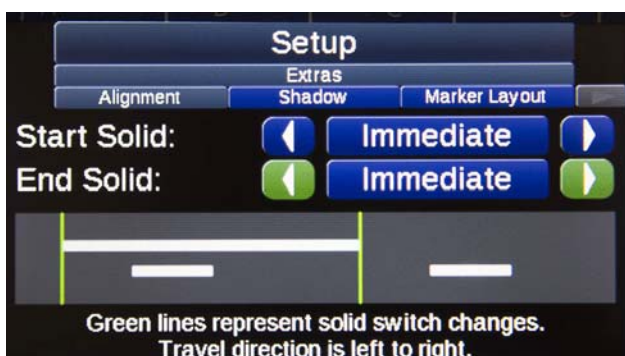 Setup
Extras
Alignment Shadow Marker Layout
Start Solid: Immediate
End Solid: Immediate
Green lines represent solid switch changes.
Travel direction is left to right.